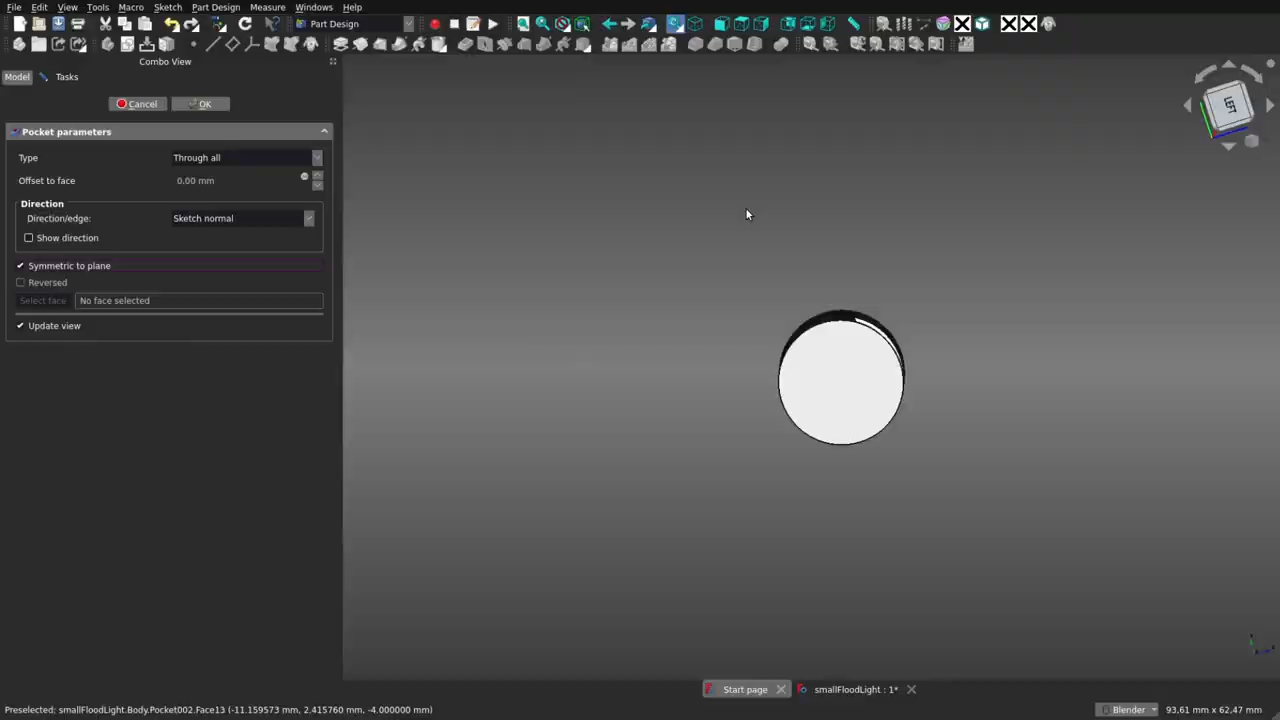 File Edit View Tools Macro Sketch Part Design Measure Windows Help
Part Design
Combo View
Model Tasks
Cancel OK
Pocket parameters
Type Through all
Offset to face 0.00 mm
Direction
Direction/edge: Sketch normal
Show direction
Symmetric to plane
Reversed
Select face No face selected
Update view
LEFT
Start page smallFloodLight : 1*
Preselected: smallFloodLight.Body.Pocket002.Face13 (-11.159573 mm, 2.415760 mm, -4.000000 mm) Blender 93,61 mm x 62,47 mm